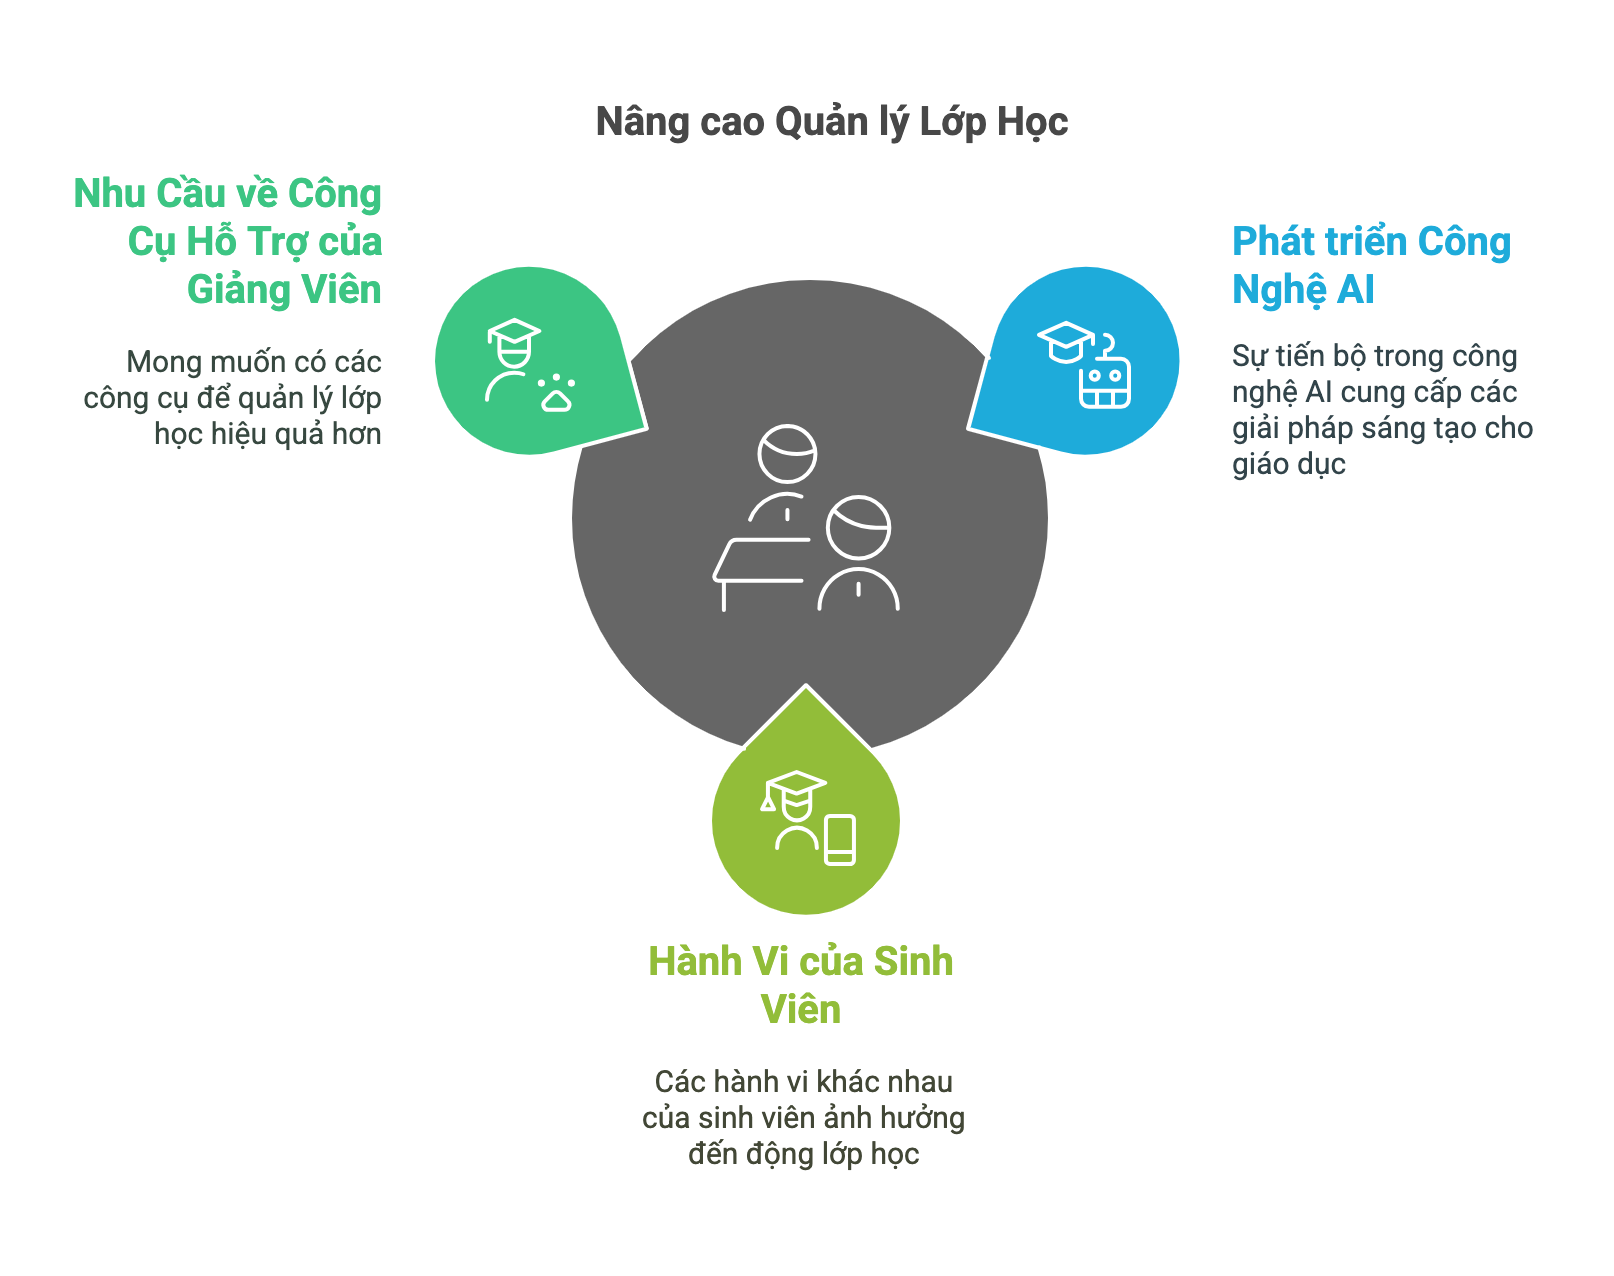 Nâng cao Quản lý Lớp Học
Nhu Cầu về Công
Cụ Hỗ Trợ của
Giảng Viên
Mong muốn có các
công cụ để quản lý lớp
học hiệu quả hơn
Phát triển Công
Nghệ AI
Sự tiến bộ trong công
nghệ AI cung cấp các
giải pháp sáng tạo cho
giáo dục
Hành Vi của Sinh
Viên
Các hành vi khác nhau
của sinh viên ảnh hưởng
đến động lớp học